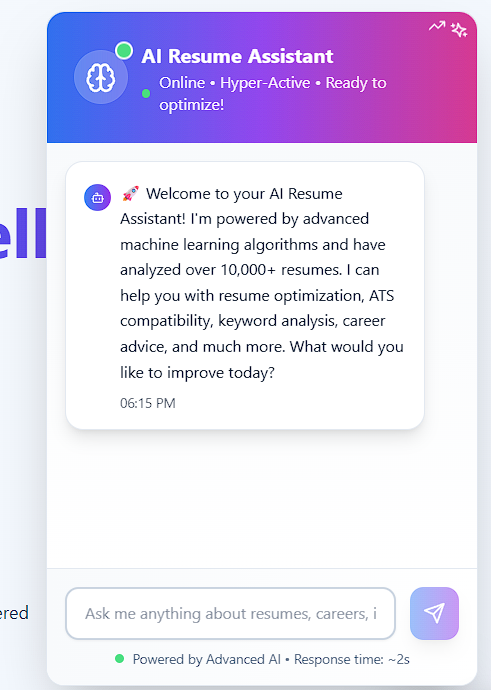 AI Resume Assistant
Online • Hyper-Active • Ready to
optimize!
🚀 Welcome to your AI Resume
Assistant! I'm powered by advanced
machine learning algorithms and have
analyzed over 10,000+ resumes. I can
help you with resume optimization, ATS
compatibility, keyword analysis, career
advice, and much more. What would you
like to improve today?
06:15 PM
ell
ered
Ask me anything about resumes, careers, i
Powered by Advanced AI • Response time: ~2s